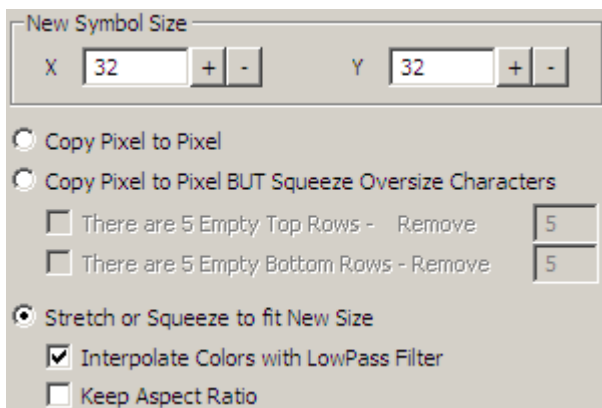 New Symbol Size
X 32 + - Y 32 + -
Copy Pixel to Pixel
Copy Pixel to Pixel BUT Squeeze Oversize Characters
There are 5 Empty Top Rows - Remove 5
There are 5 Empty Bottom Rows - Remove 5
Stretch or Squeeze to fit New Size
Interpolate Colors with LowPass Filter
Keep Aspect Ratio